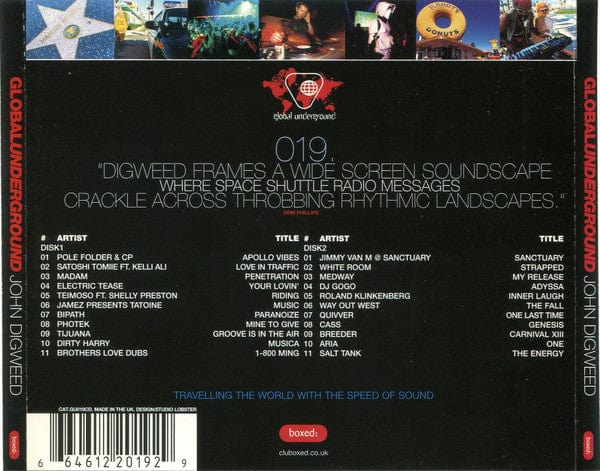 DONUTS
global underground
019.
"DIGWEED FRAMES A WIDE SCREEN SOUNDSCAPE
WHERE SPACE SHUTTLE RADIO MESSAGES
CRACKLE ACROSS THROBBING RHYTHMIC LANDSCAPES."
DOM PHILLIPS
# ARTIST TITLE
DISK1
01 POLE FOLDER & CP APOLLO VIBES
02 SATOSHI TOMIIE FT. KELLI ALI LOVE IN TRAFFIC
03 MADAM PENETRATION
04 ELECTRIC TEASE YOUR LOVIN'
05 TEIMOSO FT. SHELLY PRESTON RIDING
06 JAMEZ PRESENTS TATOINE MUSIC
07 BIPATH PARANOIZE
08 PHOTEK MINE TO GIVE
09 TIJUANA GROOVE IS IN THE AIR
10 DIRTY HARRY MUSICA
11 BROTHERS LOVE DUBS 1-800 MING
# ARTIST TITLE
DISK2
01 JIMMY VAN M @ SANCTUARY SANCTUARY
02 WHITE ROOM STRAPPED
03 MEDWAY MY RELEASE
04 DJ GOGO ADYSSA
05 ROLAND KLINKENBERG INNER LAUGH
06 WAY OUT WEST THE FALL
07 QUIVVER ONE LAST TIME
08 CASS GENESIS
09 BREEDER CARNIVAL XIII
10 ARIA ONE
11 SALT TANK THE ENERGY
TRAVELLING THE WORLD WITH THE SPEED OF SOUND
CAT.GU019CD. MADE IN THE UK. DESIGN:STUDIO LOBSTER
6 64612 20192 9
boxed:
cluboxed.co.uk
GLOBALUNDERGROUND JOHN DIGWEED
boxed:
GLOBALUNDERGROUND JOHN DIGWEED
boxed: